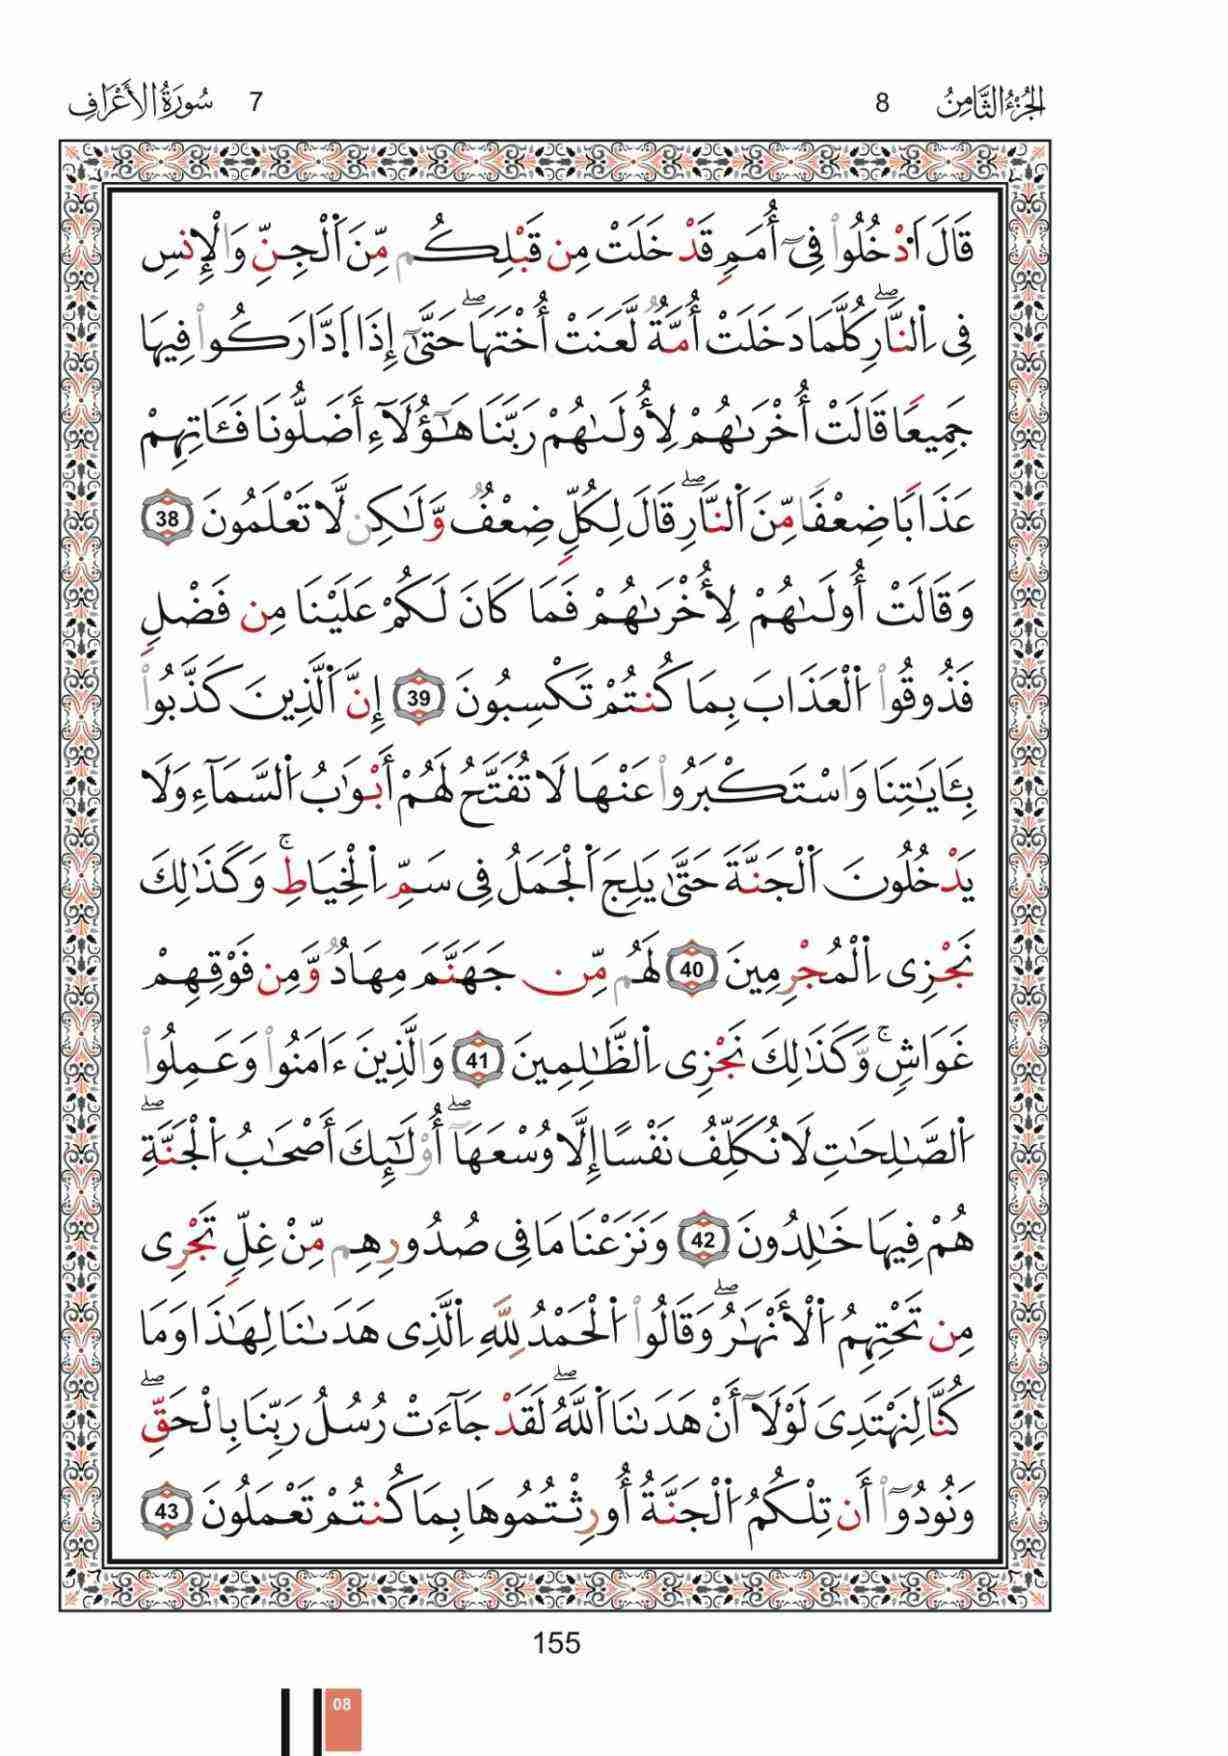 الجُزْءُ الثَّامِنُ 8
7 سُورَةُ الأَعْرَافِ
قَالَ ٱدْخُلُوا۟ فِىٓ أُمَمٍ قَدْ خَلَتْ مِن قَبْلِكُم مِّنَ ٱلْجِنِّ وَٱلْإِنسِ
فِى ٱلنَّارِ ۖ كُلَّمَا دَخَلَتْ أُمَّةٌ لَّعَنَتْ أُخْتَهَا ۖ حَتَّىٰٓ إِذَا ٱدَّارَكُوا۟ فِيهَا
جَمِيعًا قَالَتْ أُخْرَىٰهُمْ لِأُولَىٰهُمْ رَبَّنَا هَـٰٓؤُلَآءِ أَضَلُّونَا فَـَٔاتِهِمْ
عَذَابًا ضِعْفًا مِّنَ ٱلنَّارِ ۖ قَالَ لِكُلٍّ ضِعْفٌ وَّلَـٰكِن لَّا تَعْلَمُونَ 38
وَقَالَتْ أُولَىٰهُمْ لِأُخْرَىٰهُمْ فَمَا كَانَ لَكُمْ عَلَيْنَا مِن فَضْلٍ
فَذُوقُوا۟ ٱلْعَذَابَ بِمَا كُنتُمْ تَكْسِبُونَ 39 إِنَّ ٱلَّذِينَ كَذَّبُوا۟
بِـَٔايَـٰتِنَا وَٱسْتَكْبَرُوا۟ عَنْهَا لَا تُفَتَّحُ لَهُمْ أَبْوَٰبُ ٱلسَّمَآءِ وَلَا
يَدْخُلُونَ ٱلْجَنَّةَ حَتَّىٰ يَلِجَ ٱلْجَمَلُ فِى سَمِّ ٱلْخِيَاطِ ۚ وَكَذَٰلِكَ
نَجْزِى ٱلْمُجْرِمِينَ 40 لَهُم مِّن جَهَنَّمَ مِهَادٌ وَّمِن فَوْقِهِمْ
غَوَاشٍ ۚ وَّكَذَٰلِكَ نَجْزِى ٱلظَّـٰلِمِينَ 41 وَٱلَّذِينَ ءَامَنُوا۟ وَعَمِلُوا۟
ٱلصَّـٰلِحَـٰتِ لَا نُكَلِّفُ نَفْسًا إِلَّا وُسْعَهَآ ۖ أُو۟لَـٰٓئِكَ أَصْحَـٰبُ ٱلْجَنَّةِ ۖ
هُمْ فِيهَا خَـٰلِدُونَ 42 وَنَزَعْنَا مَا فِى صُدُورِهِم مِّنْ غِلٍّ تَجْرِى
مِن تَحْتِهِمُ ٱلْأَنْهَـٰرُ ۖ وَقَالُوا۟ ٱلْحَمْدُ لِلَّهِ ٱلَّذِى هَدَىٰنَا لِهَـٰذَا وَمَا
كُنَّا لِنَهْتَدِىَ لَوْلَآ أَنْ هَدَىٰنَا ٱللَّهُ ۖ لَقَدْ جَآءَتْ رُسُلُ رَبِّنَا بِٱلْحَقِّ ۖ
وَنُودُوٓا۟ أَن تِلْكُمُ ٱلْجَنَّةُ أُورِثْتُمُوهَا بِمَا كُنتُمْ تَعْمَلُونَ 43
155
08